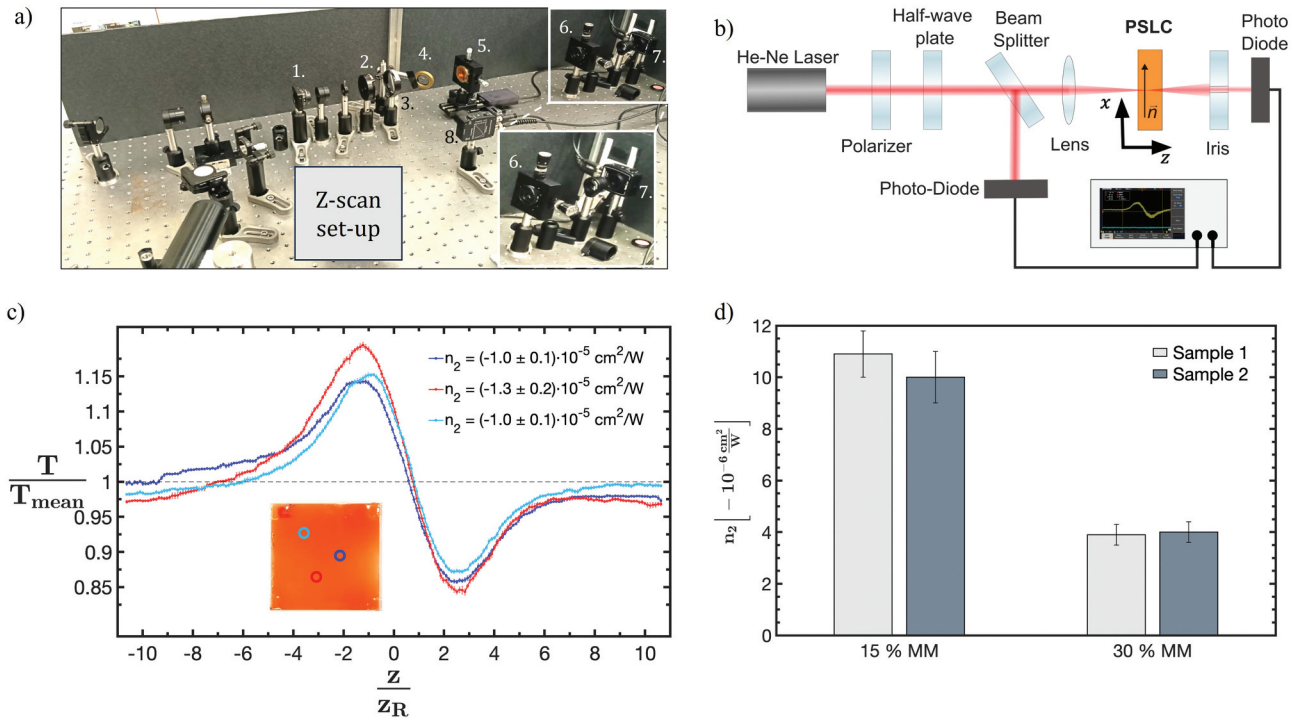 a)
1.
2.
4.
3.
5.
8.
6.
7.
6.
7.
Z-scan
set-up
b)
He-Ne Laser
Half-wave
plate
Beam
Splitter
PSLC
Photo
Diode
Polarizer
Lens
x
z
n⃗
Iris
Photo-Diode
c)
n₂ = (-1.0 ± 0.1)·10⁻⁵ cm²/W
n₂ = (-1.3 ± 0.2)·10⁻⁵ cm²/W
n₂ = (-1.0 ± 0.1)·10⁻⁵ cm²/W
1.15
1.1
1.05
1
0.95
0.9
0.85
T
T_mean
-10 -8 -6 -4 -2 0 2 4 6 8 10
z
z_R
d)
Sample 1
Sample 2
12
10
8
6
4
2
0
n₂[ − 10⁻⁶ cm²/W ]
15 % MM 30 % MM